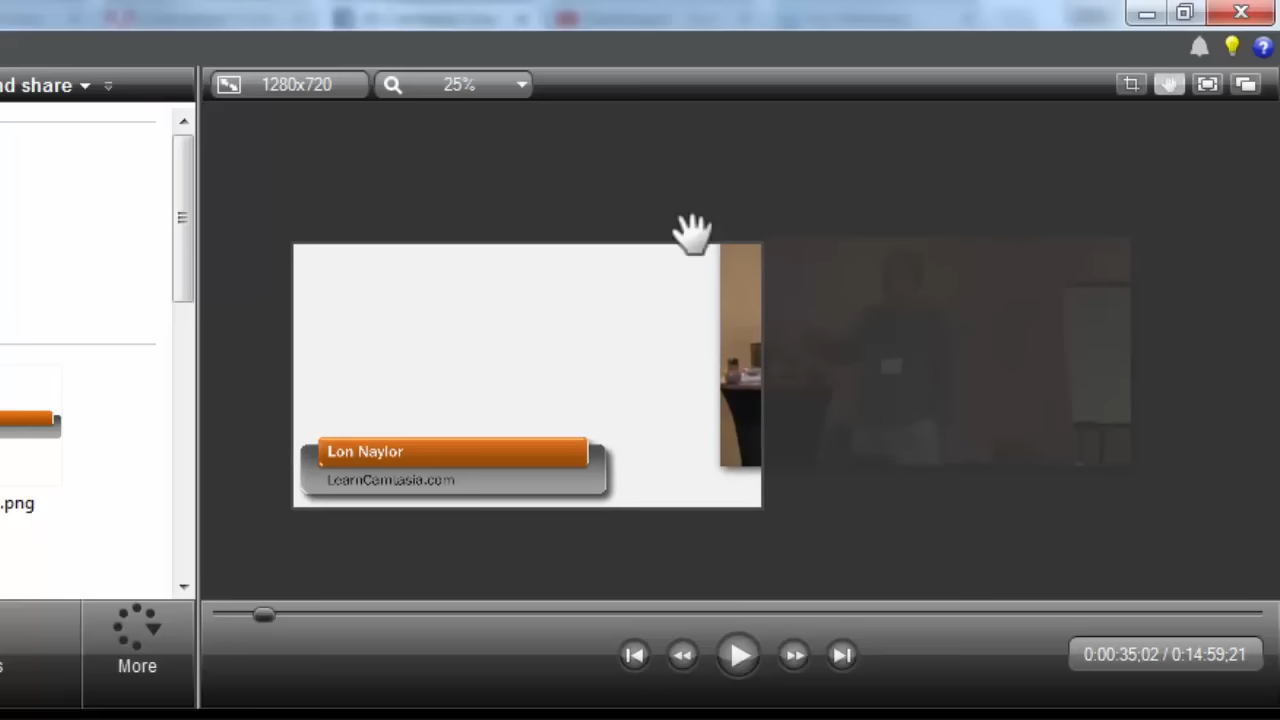 nd share
1280x720
25%
Lon Naylor
LearnCamtasia.com
.png
s
More
0:00:35,02 / 0:14:59,21